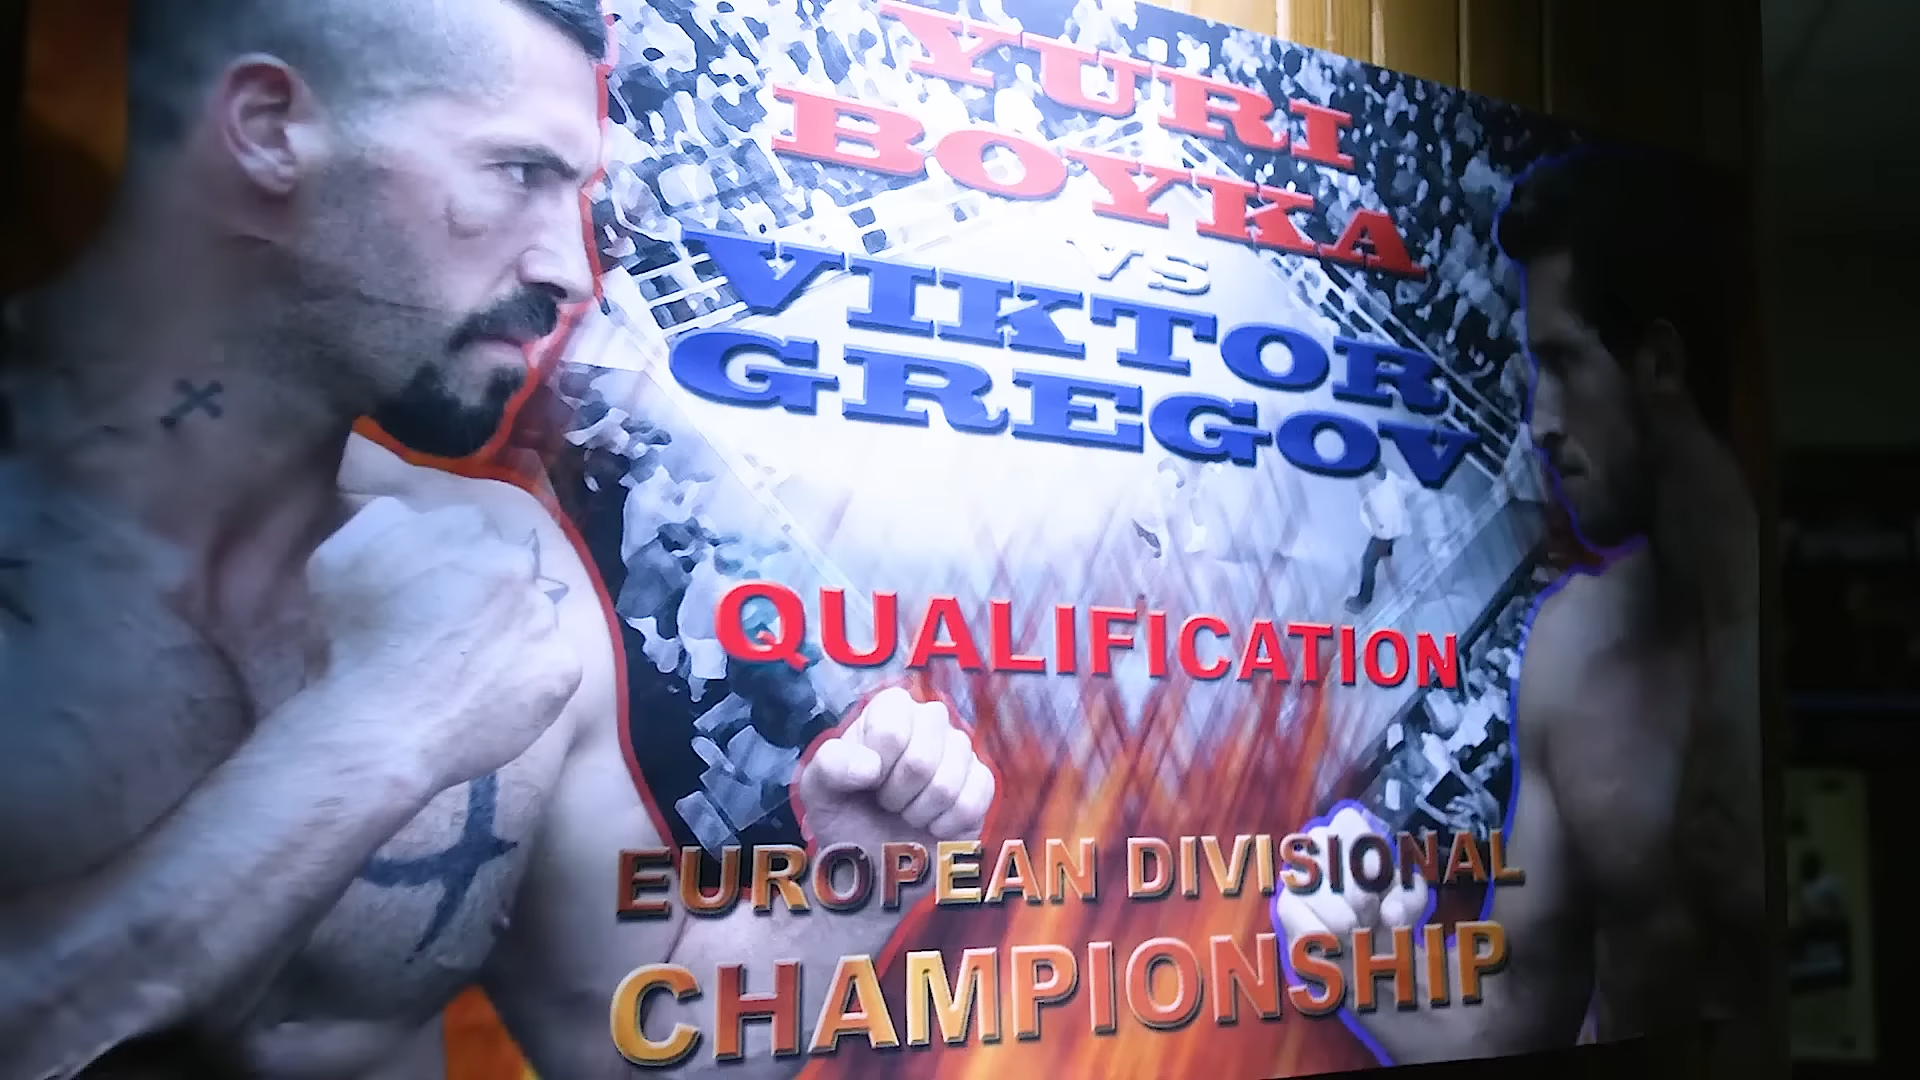 YURI
BOYKA
VS
VIKTOR
GREGOV
QUALIFICATION
EUROPEAN DIVISIONAL
CHAMPIONSHIP